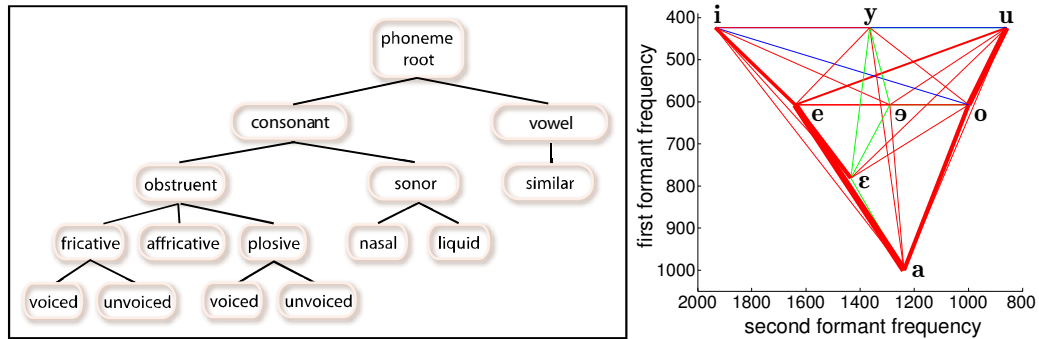 phoneme
root
consonant
vowel
obstruent
sonor
similar
fricative
affricative
plosive
nasal
liquid
voiced
unvoiced
voiced
unvoiced
i
y
u
e
ɘ
o
ɛ
a
400
500
600
700
800
900
1000
first formant frequency
2000
1800
1600
1400
1200
1000
800
second formant frequency